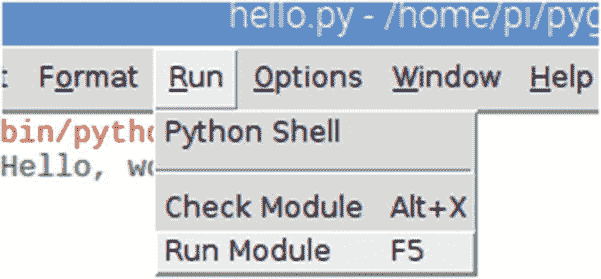 hello.py - /home/pi/pyg
t Format Run Options Window Help
bin/pytho
Python Shell
Hello, wo
Check Module Alt+X
Run Module F5